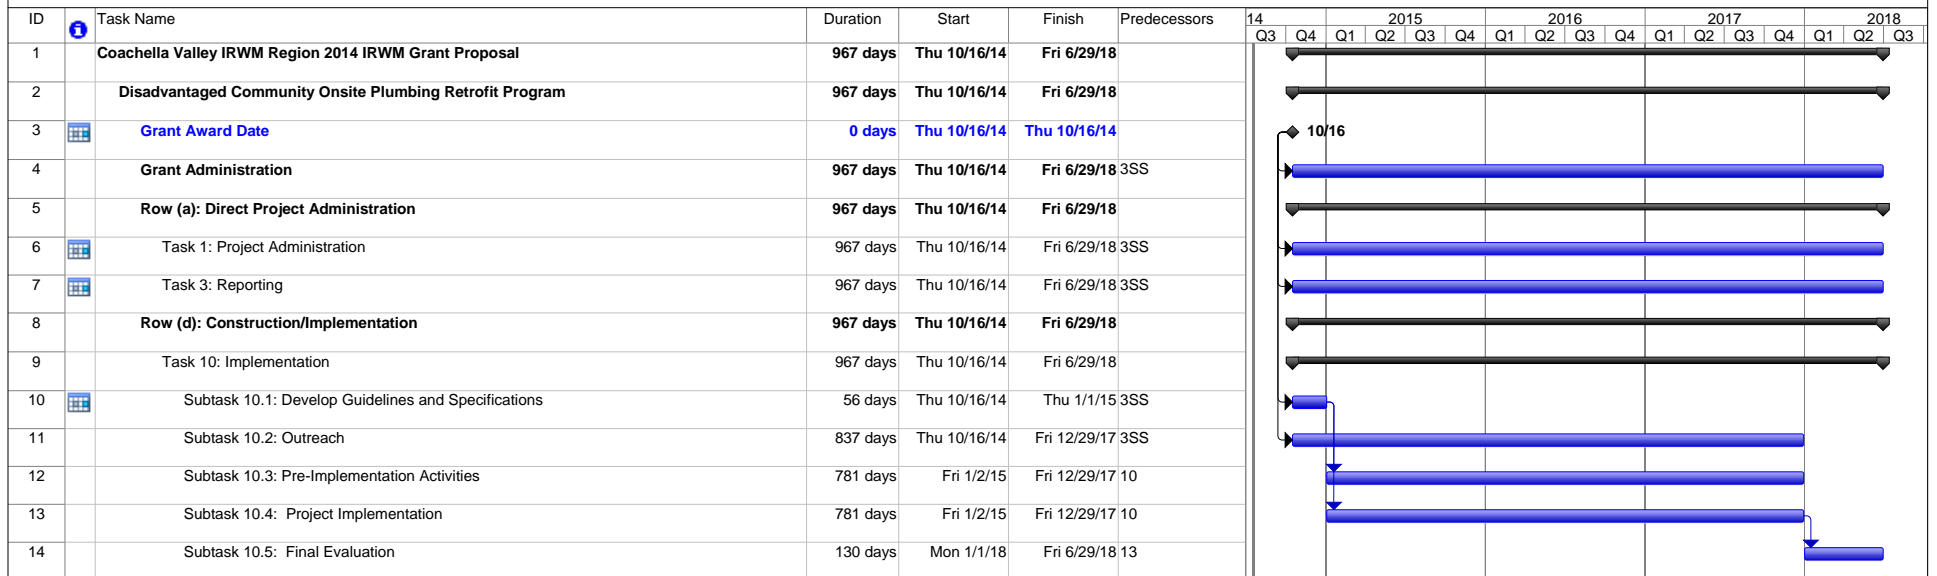 ID Task Name Duration Start Finish Predecessors 14 2015 2016 2017 2018
Q3 Q4 Q1 Q2 Q3 Q4 Q1 Q2 Q3 Q4 Q1 Q2 Q3 Q4 Q1 Q2 Q3
1 Coachella Valley IRWM Region 2014 IRWM Grant Proposal 967 days Thu 10/16/14 Fri 6/29/18
2 Disadvantaged Community Onsite Plumbing Retrofit Program 967 days Thu 10/16/14 Fri 6/29/18
3 Grant Award Date 0 days Thu 10/16/14 Thu 10/16/14 10/16
4 Grant Administration 967 days Thu 10/16/14 Fri 6/29/18 3SS
5 Row (a): Direct Project Administration 967 days Thu 10/16/14 Fri 6/29/18
6 Task 1: Project Administration 967 days Thu 10/16/14 Fri 6/29/18 3SS
7 Task 3: Reporting 967 days Thu 10/16/14 Fri 6/29/18 3SS
8 Row (d): Construction/Implementation 967 days Thu 10/16/14 Fri 6/29/18
9 Task 10: Implementation 967 days Thu 10/16/14 Fri 6/29/18
10 Subtask 10.1: Develop Guidelines and Specifications 56 days Thu 10/16/14 Thu 1/1/15 3SS
11 Subtask 10.2: Outreach 837 days Thu 10/16/14 Fri 12/29/17 3SS
12 Subtask 10.3: Pre-Implementation Activities 781 days Fri 1/2/15 Fri 12/29/17 10
13 Subtask 10.4: Project Implementation 781 days Fri 1/2/15 Fri 12/29/17 10
14 Subtask 10.5: Final Evaluation 130 days Mon 1/1/18 Fri 6/29/18 13